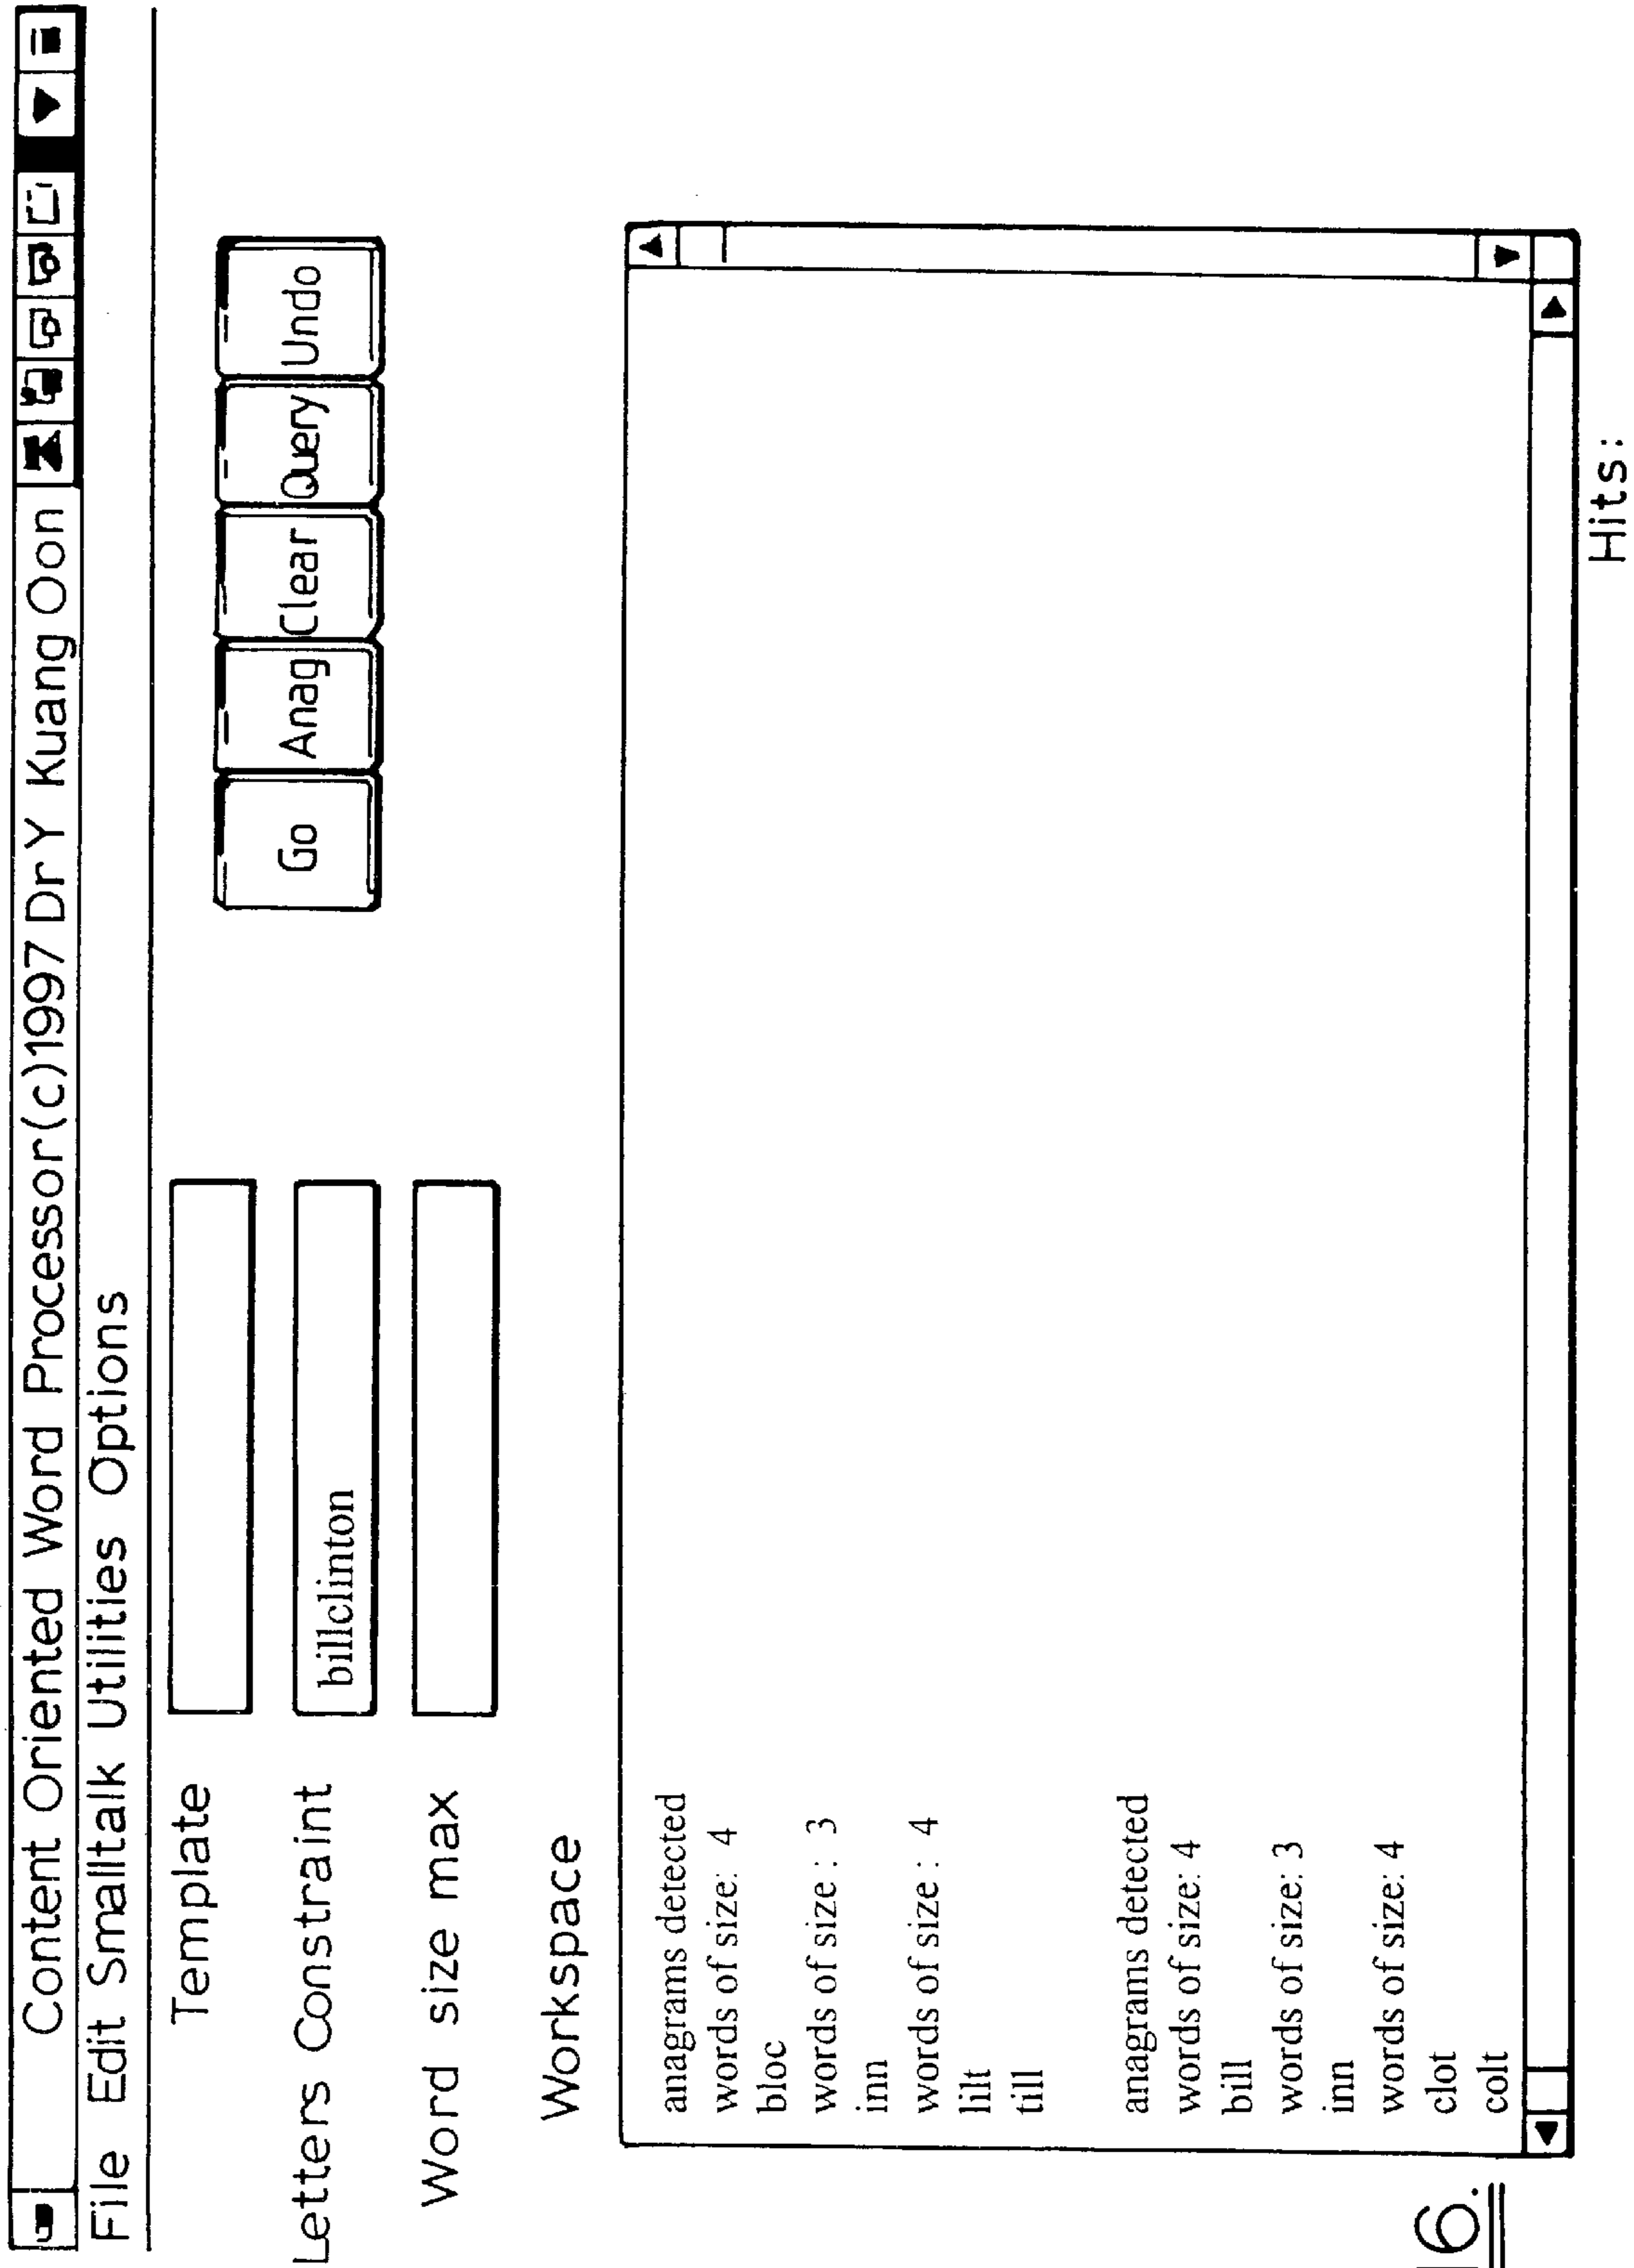 Content Oriented Word Processor (c)1997 Dr Y Kuang Oon
File Edit Smalltalk Utilities Options
Template
Letters Constraint billclinton
Word size max
Go Anag Clear Query Undo
Workspace
anagrams detected
words of size: 4
bloc
words of size : 3
inn
words of size : 4
lilt
till
anagrams detected
words of size: 4
bill
words of size: 3
inn
words of size: 4
clot
colt
Hits:
6.